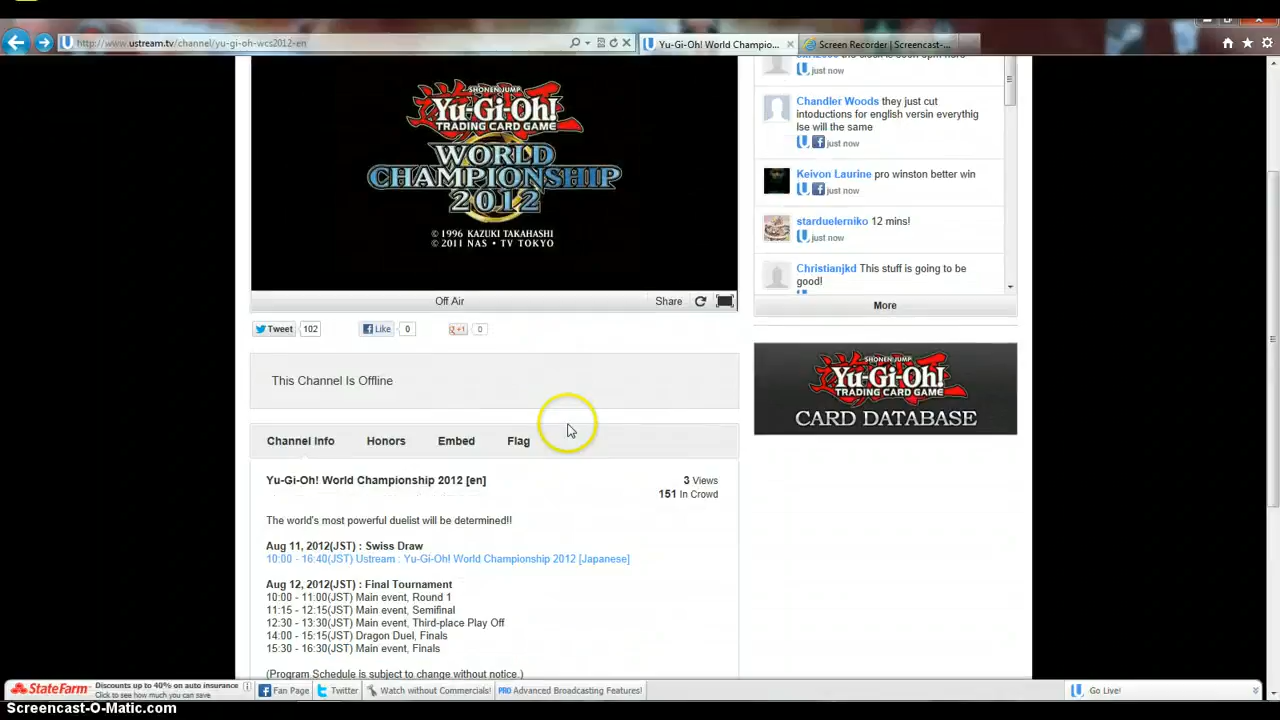 http://www.ustream.tv/channel/yu-gi-oh-wcs2012-en
Yu-Gi-Oh! World Champio...
Screen Recorder | Screencast-...
SHONEN JUMP
Yu-Gi-Oh!
TRADING CARD GAME
WORLD
CHAMPIONSHIP
2012
© 1996 KAZUKI TAKAHASHI
© 2011 NAS • TV TOKYO
Off Air
Share
Tweet 102
Like 0
+1 0
This Channel Is Offline
Channel Info Honors Embed Flag
Yu-Gi-Oh! World Championship 2012 [en]
3 Views
151 In Crowd
The world's most powerful duelist will be determined!!
Aug 11, 2012(JST) : Swiss Draw
10:00 - 16:40(JST) Ustream : Yu-Gi-Oh! World Championship 2012 [Japanese]
Aug 12, 2012(JST) : Final Tournament
10:00 - 11:00(JST) Main event, Round 1
11:15 - 12:15(JST) Main event, Semifinal
12:30 - 13:30(JST) Main event, Third-place Play Off
14:00 - 15:15(JST) Dragon Duel, Finals
15:30 - 16:30(JST) Main event, Finals
(Program Schedule is subject to change without notice.)
just now
Chandler Woods they just cut
intoductions for english versin everythig
lse will the same
just now
Keivon Laurine pro winston better win
just now
starduelerniko 12 mins!
just now
Christianjkd This stuff is going to be
good!
More
SHONEN JUMP
Yu-Gi-Oh!
TRADING CARD GAME
CARD DATABASE
StateFarm
Discounts up to 40% on auto insurance
Click to see how much you can save
Fan Page
Twitter
Watch without Commercials!
PRO Advanced Broadcasting Features!
Go Live!
Screencast-O-Matic.com